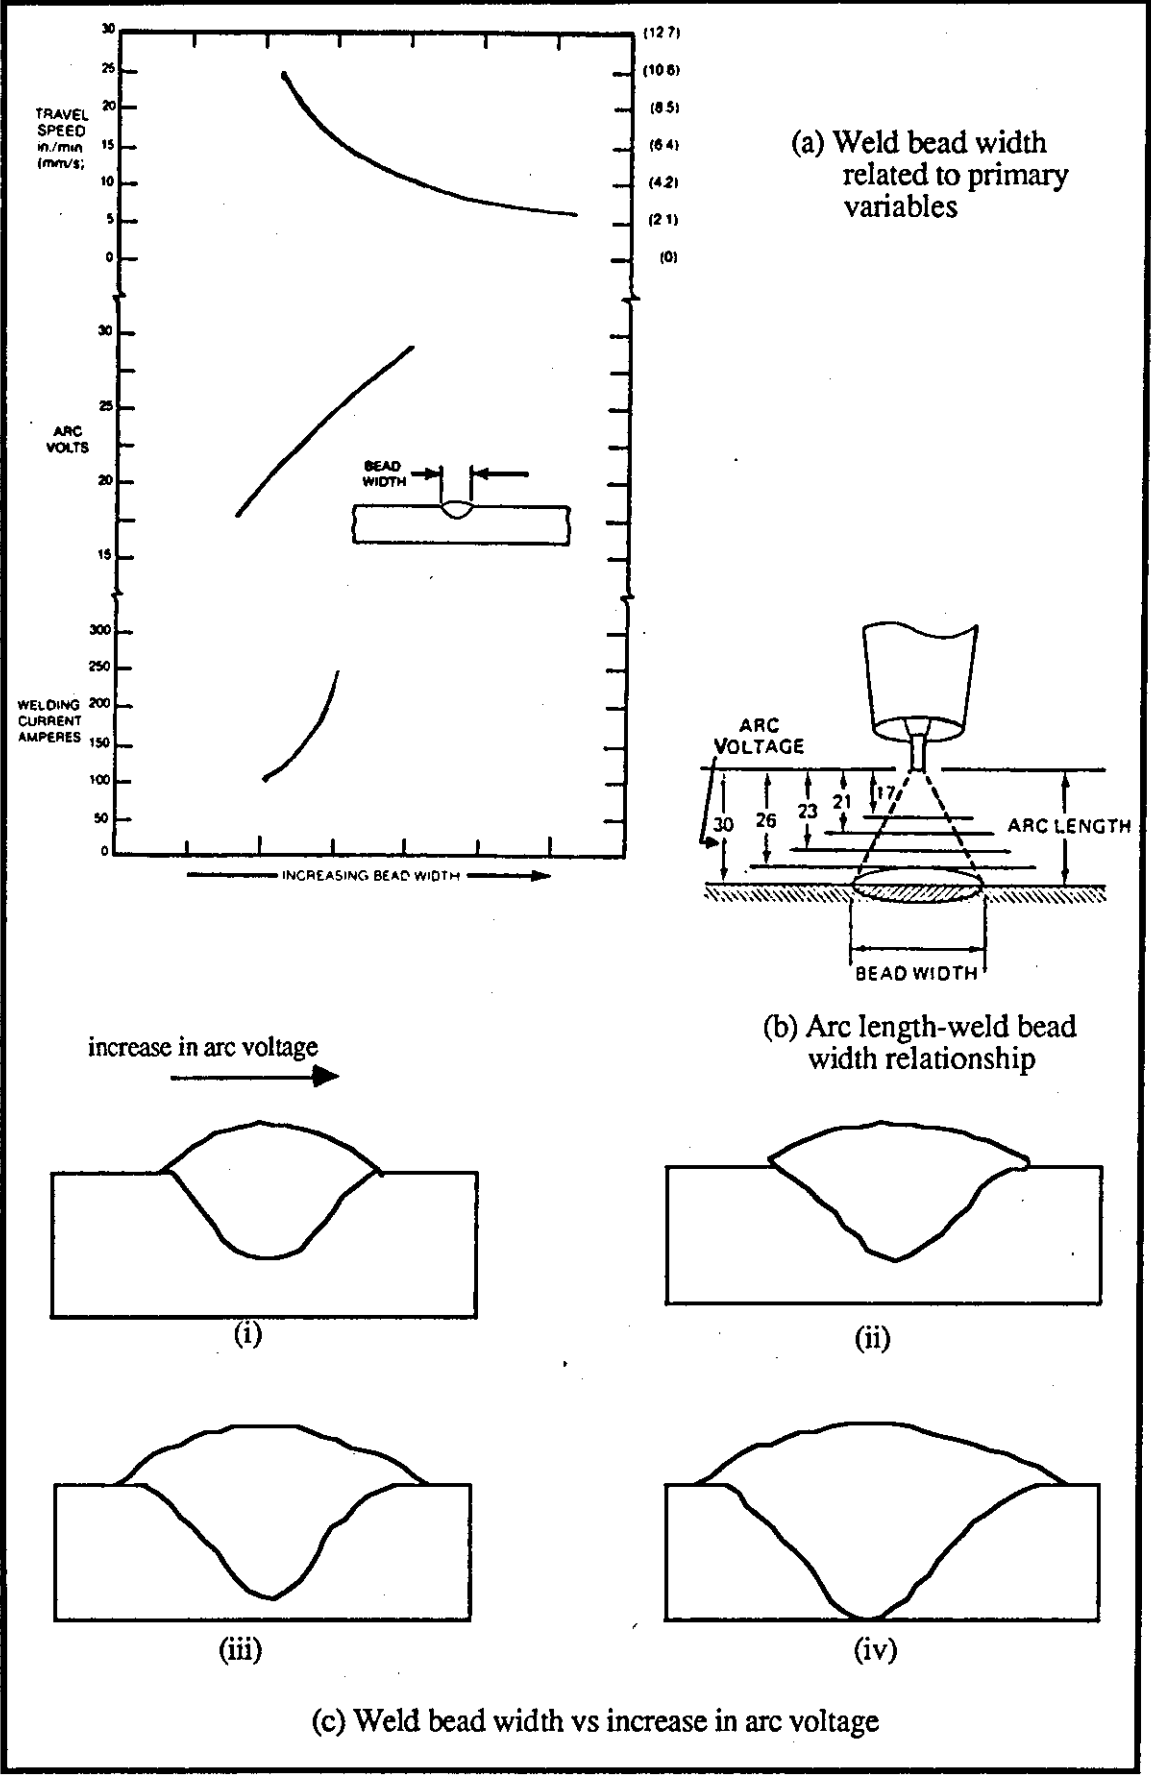 30
25
20
15
10
5
0
TRAVEL
SPEED
in./min
(mm/s;
(12 7)
(10 6)
(8 5)
(6 4)
(4 2)
(2 1)
(0)
(a) Weld bead width
related to primary
variables
30
25
20
15
ARC
VOLTS
BEAD
WIDTH
300
250
200
150
100
50
0
WELDING
CURRENT
AMPERES
INCREASING BEAD WIDTH
ARC
VOLTAGE
30
26
23
21
17
ARC LENGTH
BEAD WIDTH
(b) Arc length-weld bead
width relationship
increase in arc voltage
(i)
(ii)
(iii)
(iv)
(c) Weld bead width vs increase in arc voltage